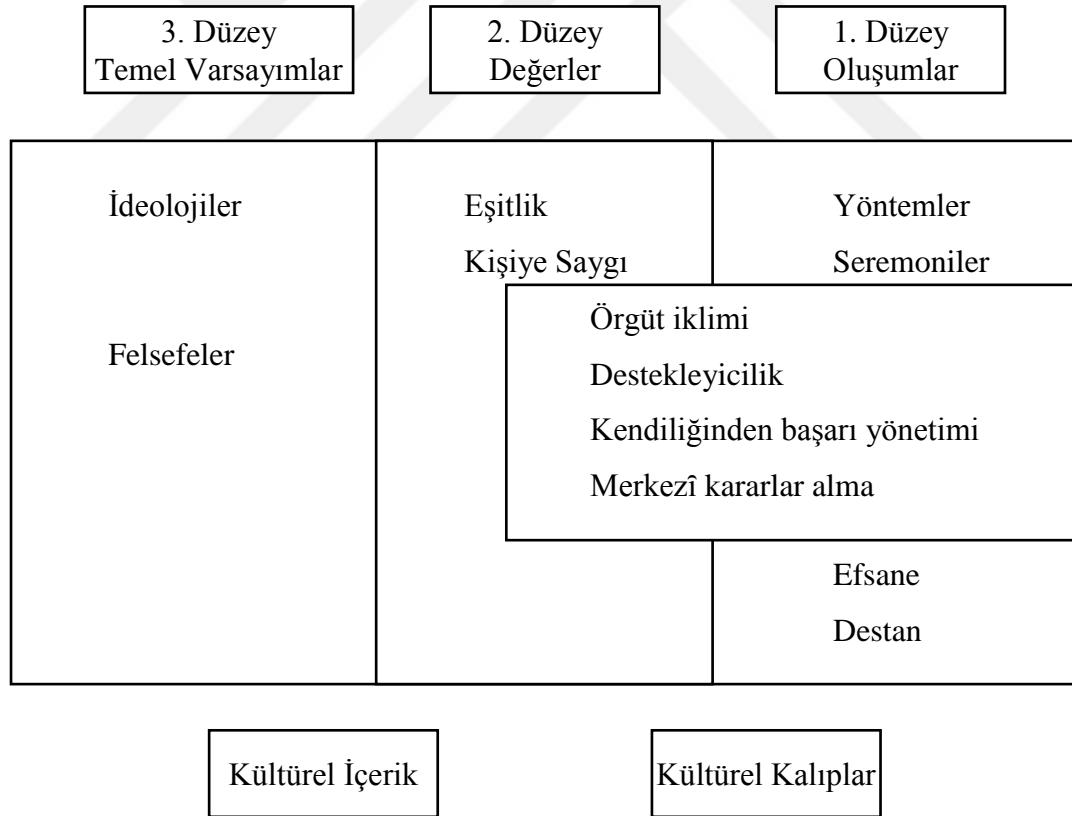 3. Düzey
Temel Varsayımlar
2. Düzey
Değerler
1. Düzey
Oluşumlar
İdeolojiler
Felsefeler
Eşitlik
Kişiye Saygı
Yöntemler
Seremoniler
Örgüt iklimi
Destekleyicilik
Kendiliğinden başarı yönetimi
Merkezî kararlar alma
Efsane
Destan
Kültürel İçerik
Kültürel Kalıplar